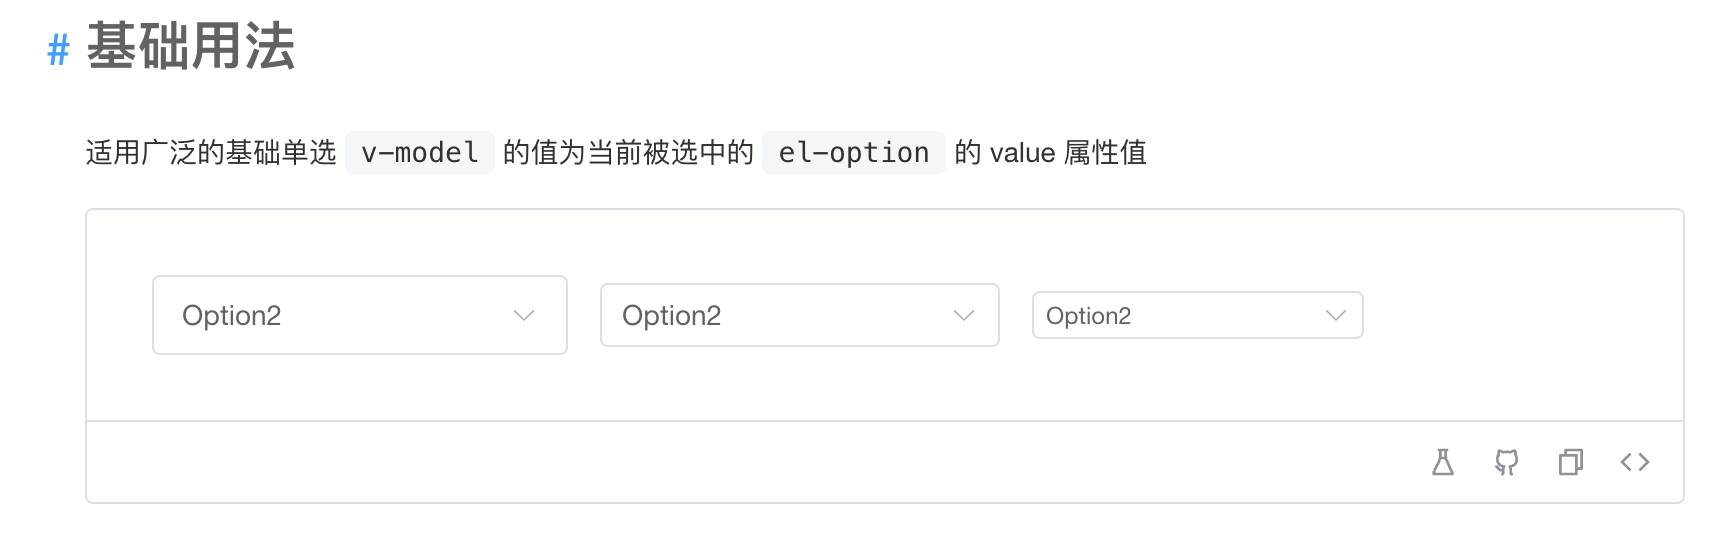 # 基础用法
适用广泛的基础单选 v-model 的值为当前被选中的 el-option 的 value 属性值
Option2 Option2 Option2